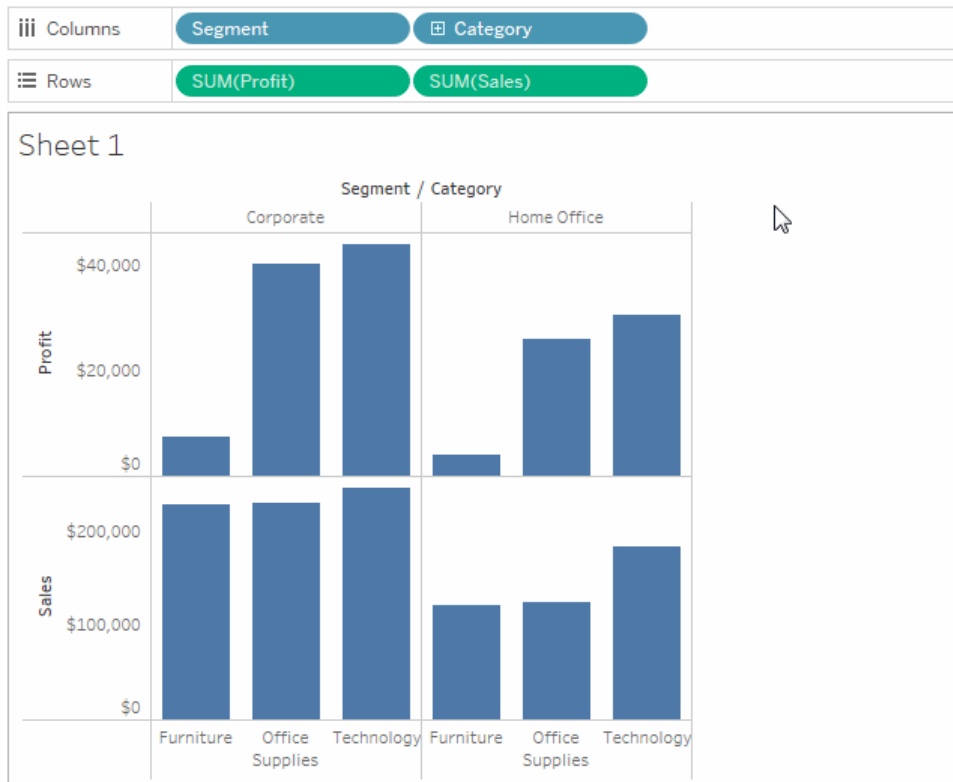 Columns Segment Category
Rows SUM(Profit) SUM(Sales)
Sheet 1
Segment / Category
Corporate Home Office
Profit
$40,000
$20,000
$0
Sales
$200,000
$100,000
$0
Furniture Office Supplies Technology Furniture Office Supplies Technology